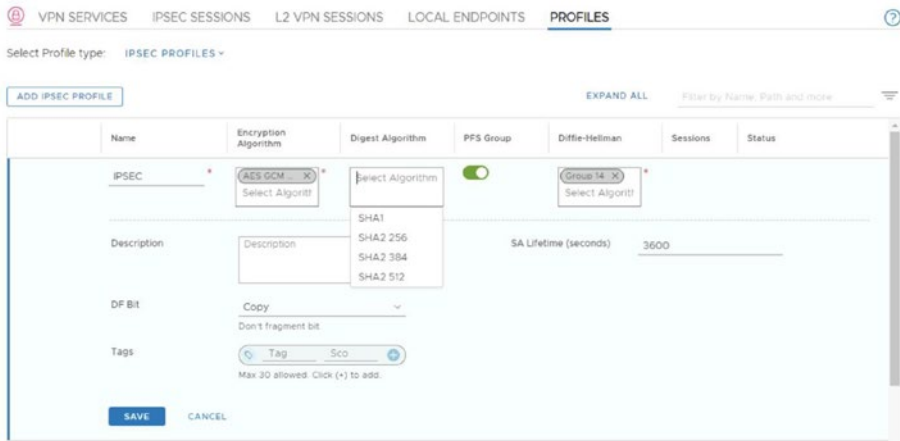 VPN SERVICES IPSEC SESSIONS L2 VPN SESSIONS LOCAL ENDPOINTS PROFILES ?
Select Profile type: IPSEC PROFILES
ADD IPSEC PROFILE EXPAND ALL Filter by Name, Path and more
Name Encryption Algorithm Digest Algorithm PFS Group Diffie-Hellman Sessions Status
IPSEC * AES GCM ... X * Select Algorithm Group 14 X *
Select Algorit Select Algorit
SHA1
SHA2 256
SHA2 384
SHA2 512
Description Description SA Lifetime (seconds) 3600
DF Bit Copy
Don't fragment bit
Tags Tag Sco +
Max 30 allowed. Click (+) to add.
SAVE CANCEL